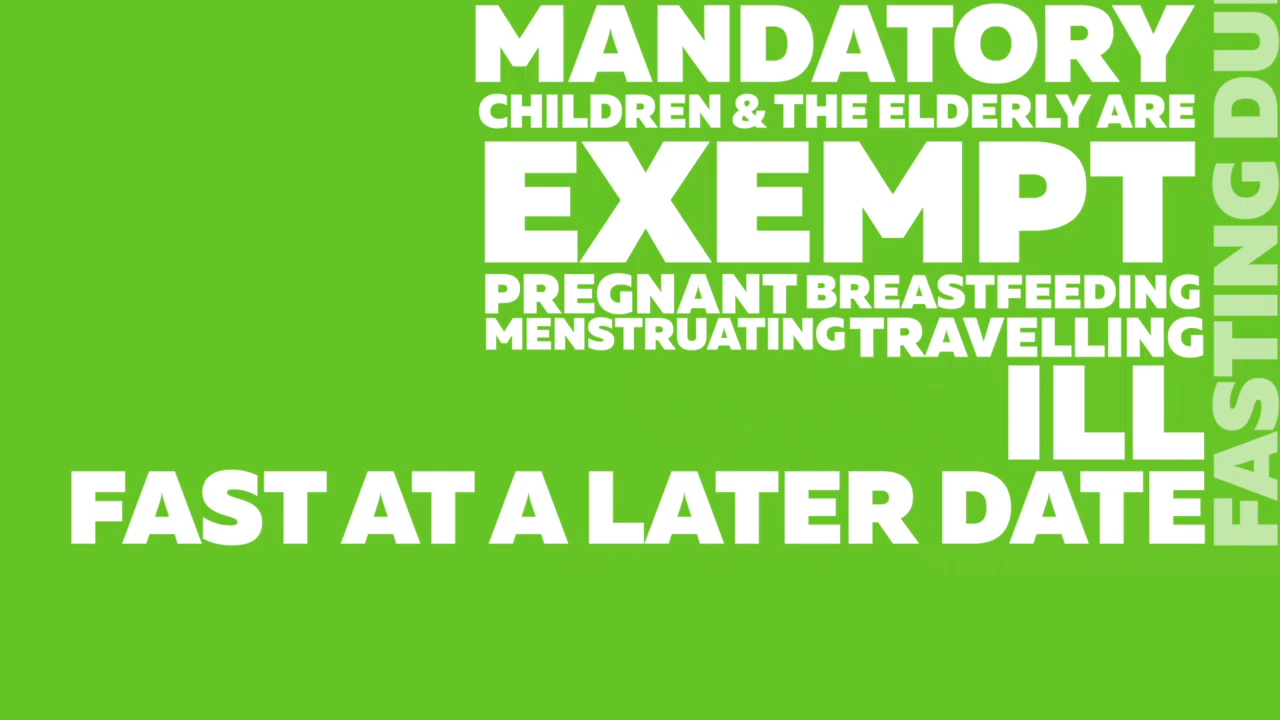 MANDATORY
CHILDREN & THE ELDERLY ARE
EXEMPT
PREGNANT BREASTFEEDING
MENSTRUATING TRAVELLING
ILL
FAST AT A LATER DATE
FASTING